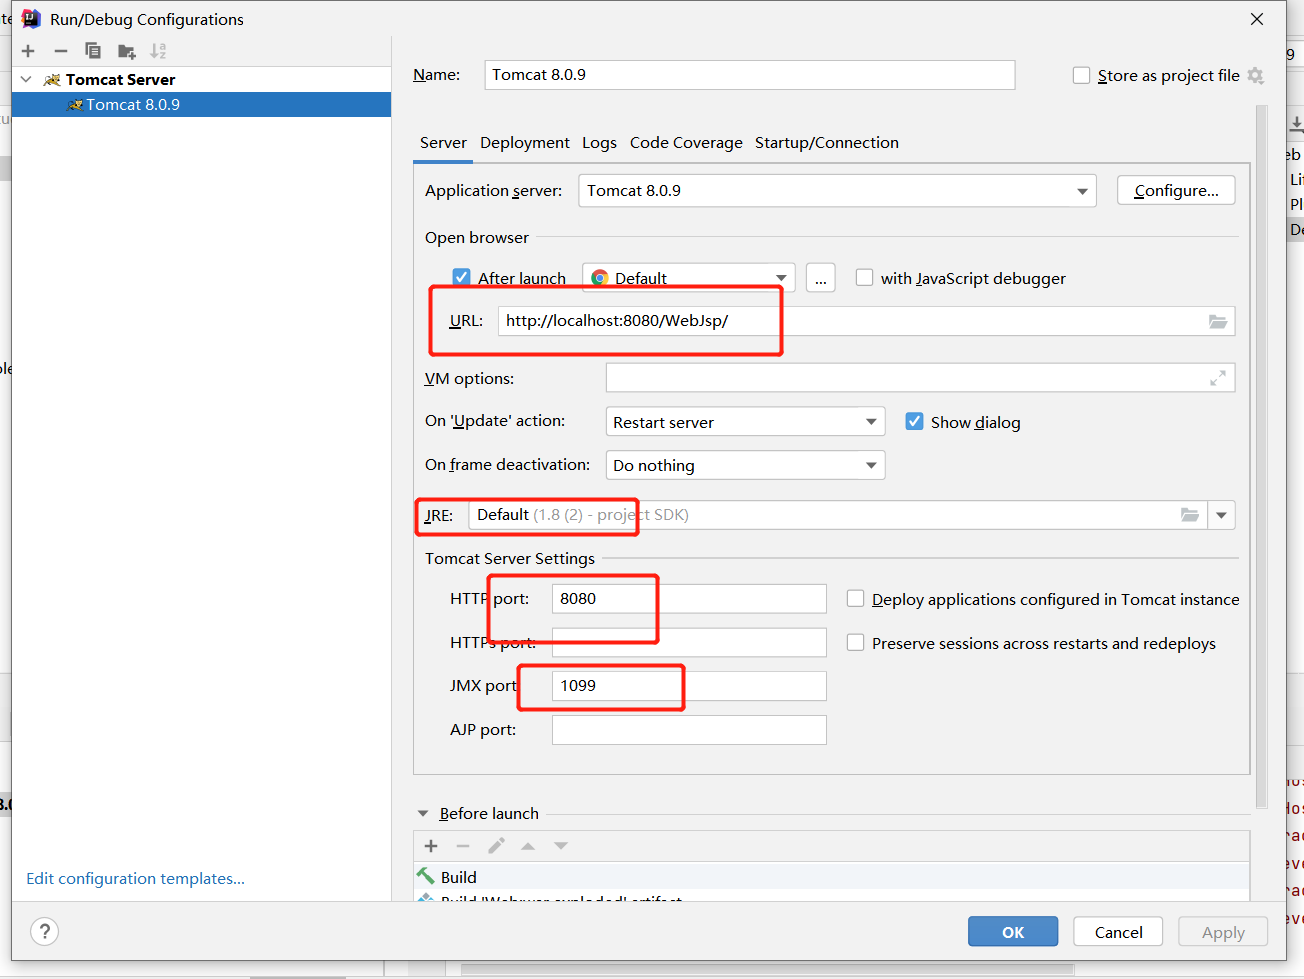 Run/Debug Configurations
Tomcat Server
Tomcat 8.0.9
Name: Tomcat 8.0.9
Store as project file
Server Deployment Logs Code Coverage Startup/Connection
Application server: Tomcat 8.0.9 Configure...
Open browser
After launch Default ... with JavaScript debugger
URL: http://localhost:8080/WebJsp/
VM options:
On 'Update' action: Restart server Show dialog
On frame deactivation: Do nothing
JRE: Default (1.8 (2) - project SDK)
Tomcat Server Settings
HTTP port: 8080 Deploy applications configured in Tomcat instance
HTTPs port: Preserve sessions across restarts and redeploys
JMX port 1099
AJP port:
Before launch
Build
Edit configuration templates...
? OK Cancel Apply